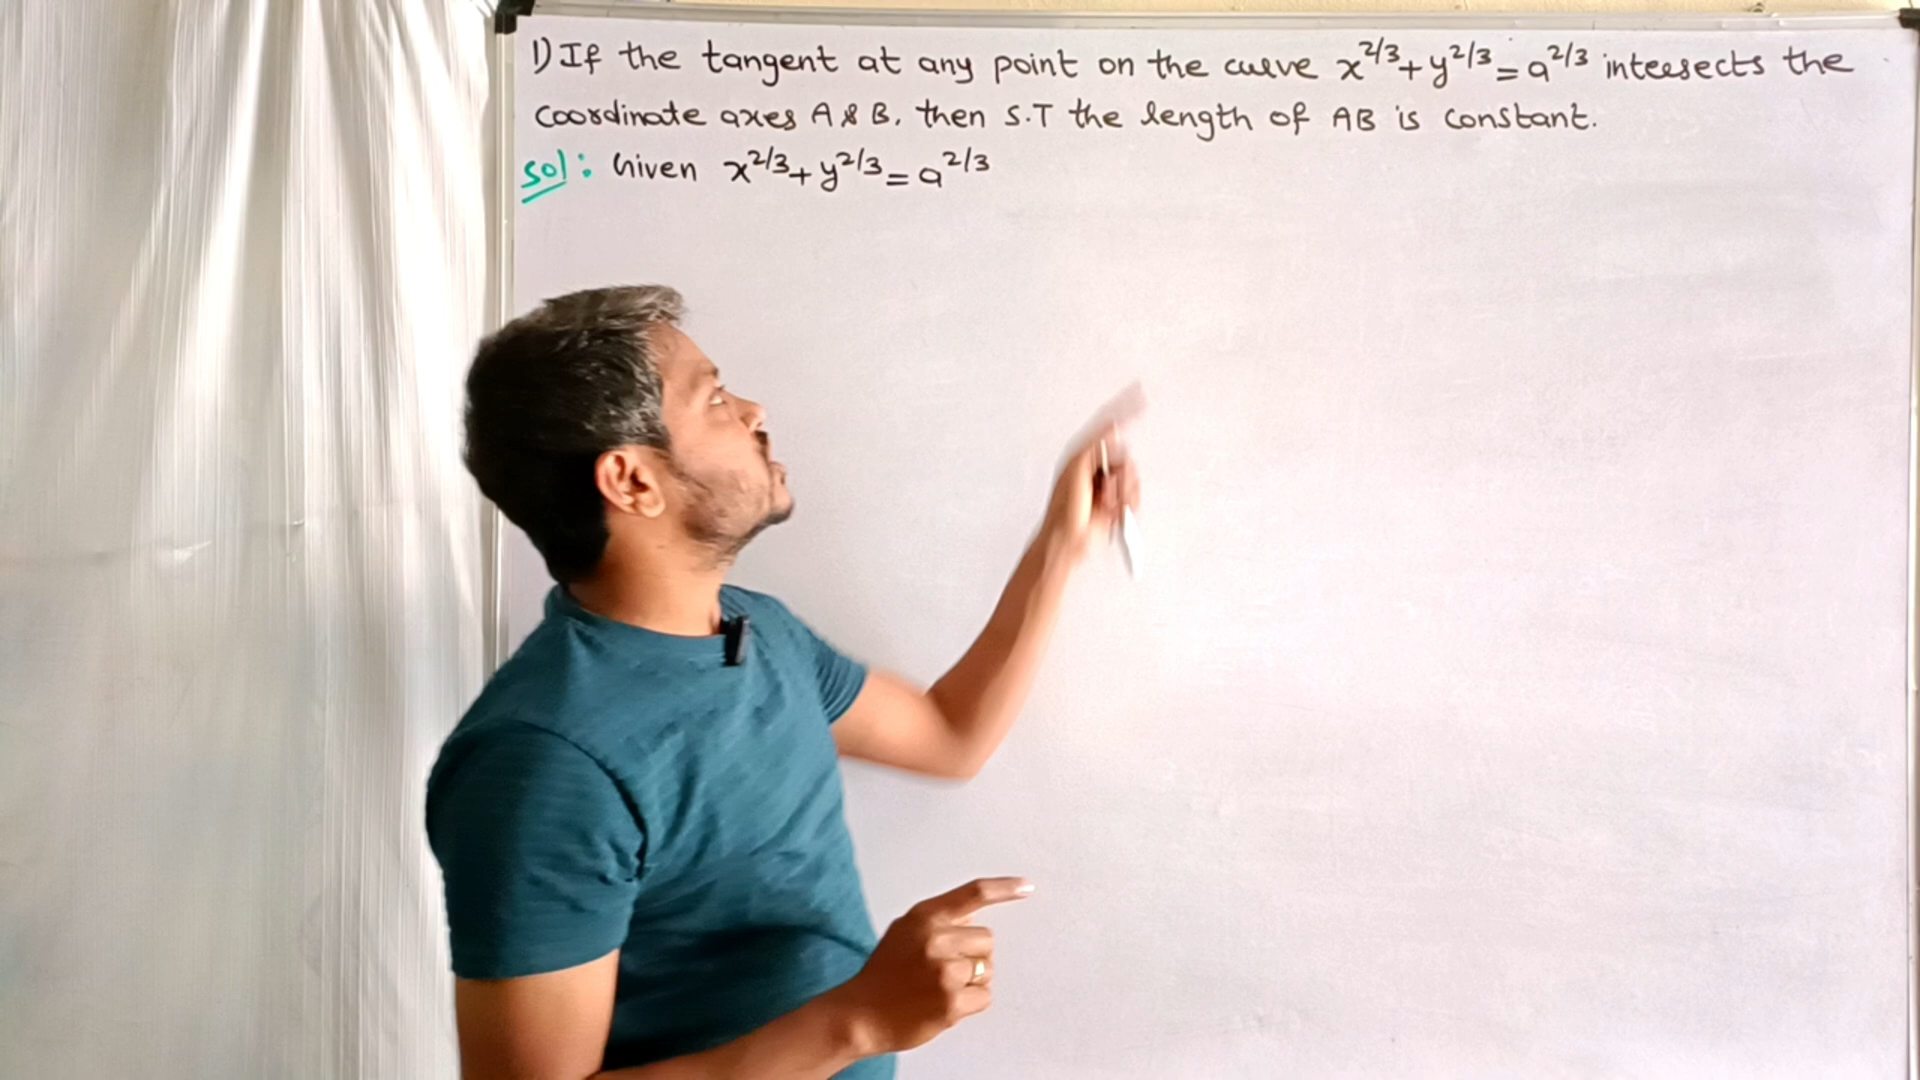 1) If the tangent at any point on the curve x^2/3 + y^2/3 = a^2/3 intersects the
coordinate axes A & B, then S.T the length of AB is constant.
Sol: Given x^2/3 + y^2/3 = a^2/3